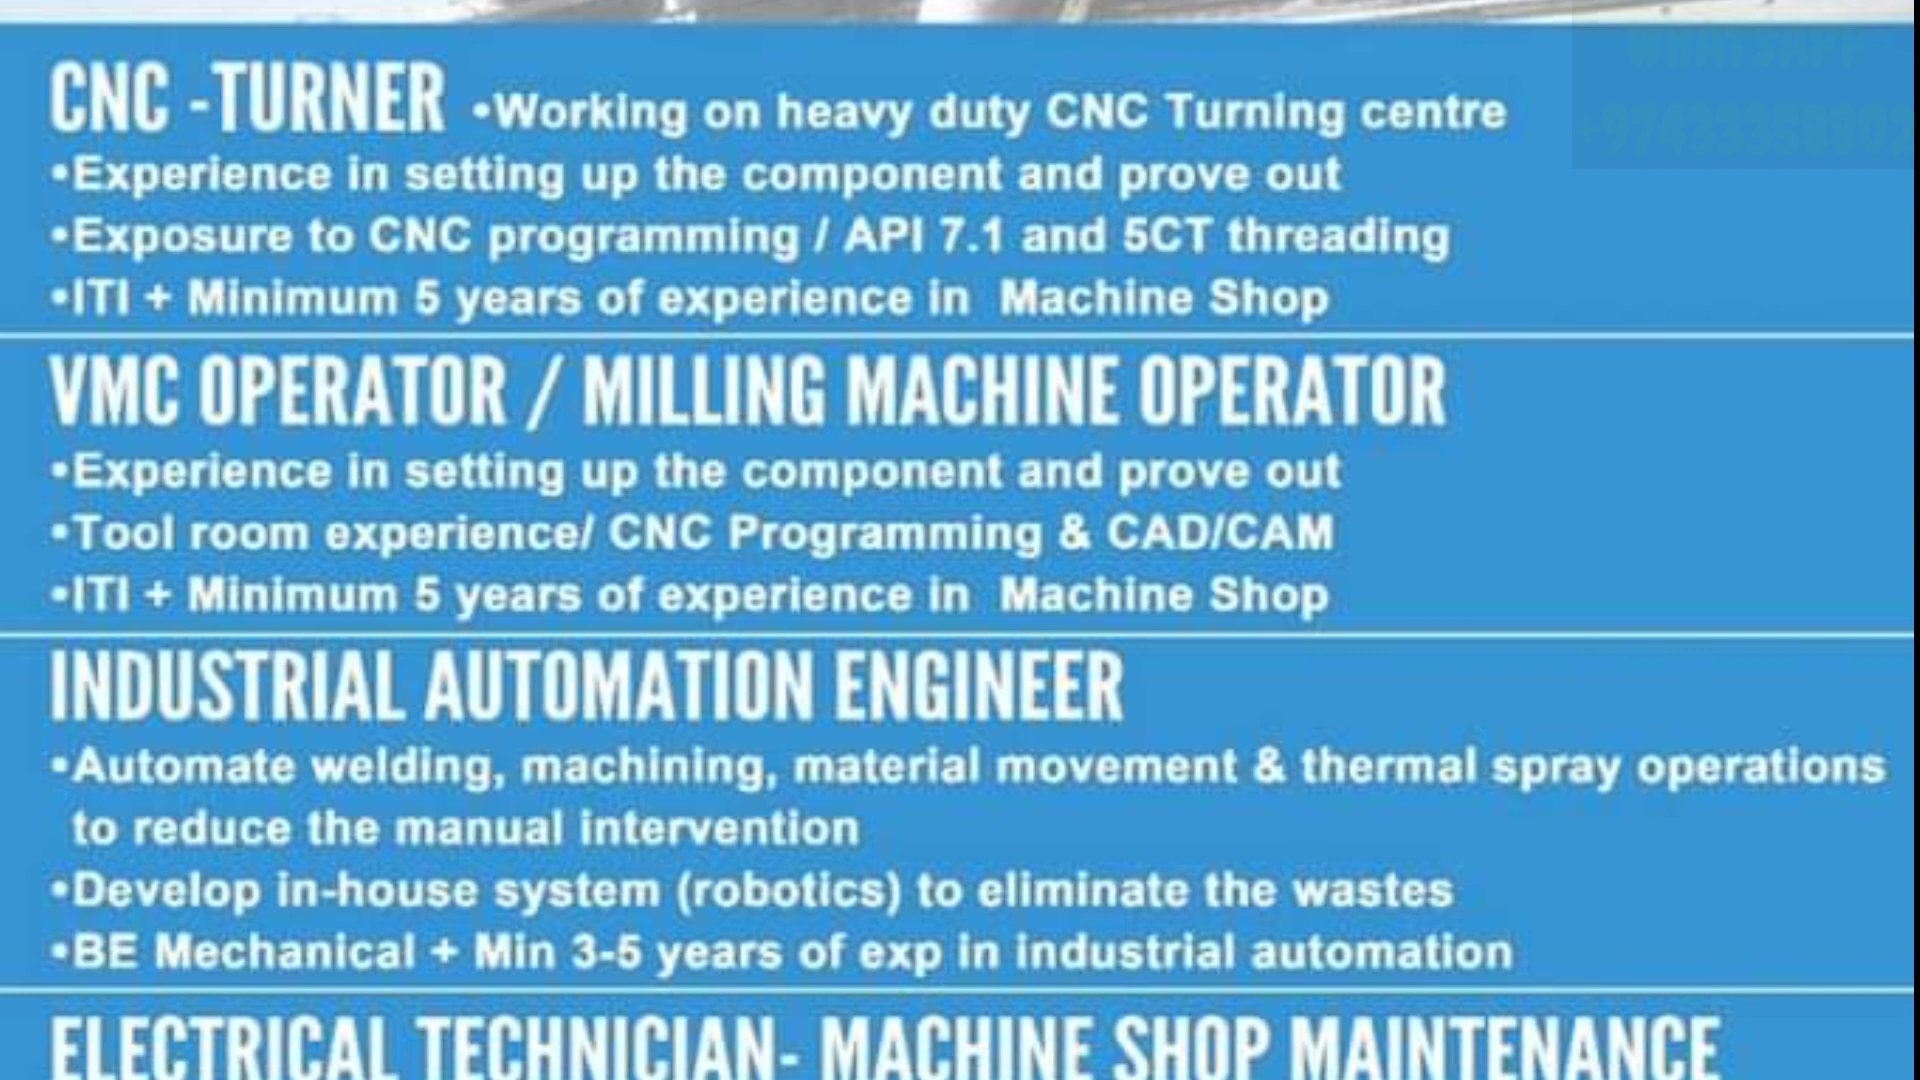 WHATSAPP
CNC -TURNER •Working on heavy duty CNC Turning centre
•Experience in setting up the component and prove out
•Exposure to CNC programming / API 7.1 and 5CT threading
•ITI + Minimum 5 years of experience in Machine Shop
VMC OPERATOR / MILLING MACHINE OPERATOR
•Experience in setting up the component and prove out
•Tool room experience/ CNC Programming & CAD/CAM
•ITI + Minimum 5 years of experience in Machine Shop
INDUSTRIAL AUTOMATION ENGINEER
•Automate welding, machining, material movement & thermal spray operations
to reduce the manual intervention
•Develop in-house system (robotics) to eliminate the wastes
•BE Mechanical + Min 3-5 years of exp in industrial automation
ELECTRICAL TECHNICIAN- MACHINE SHOP MAINTENANCE